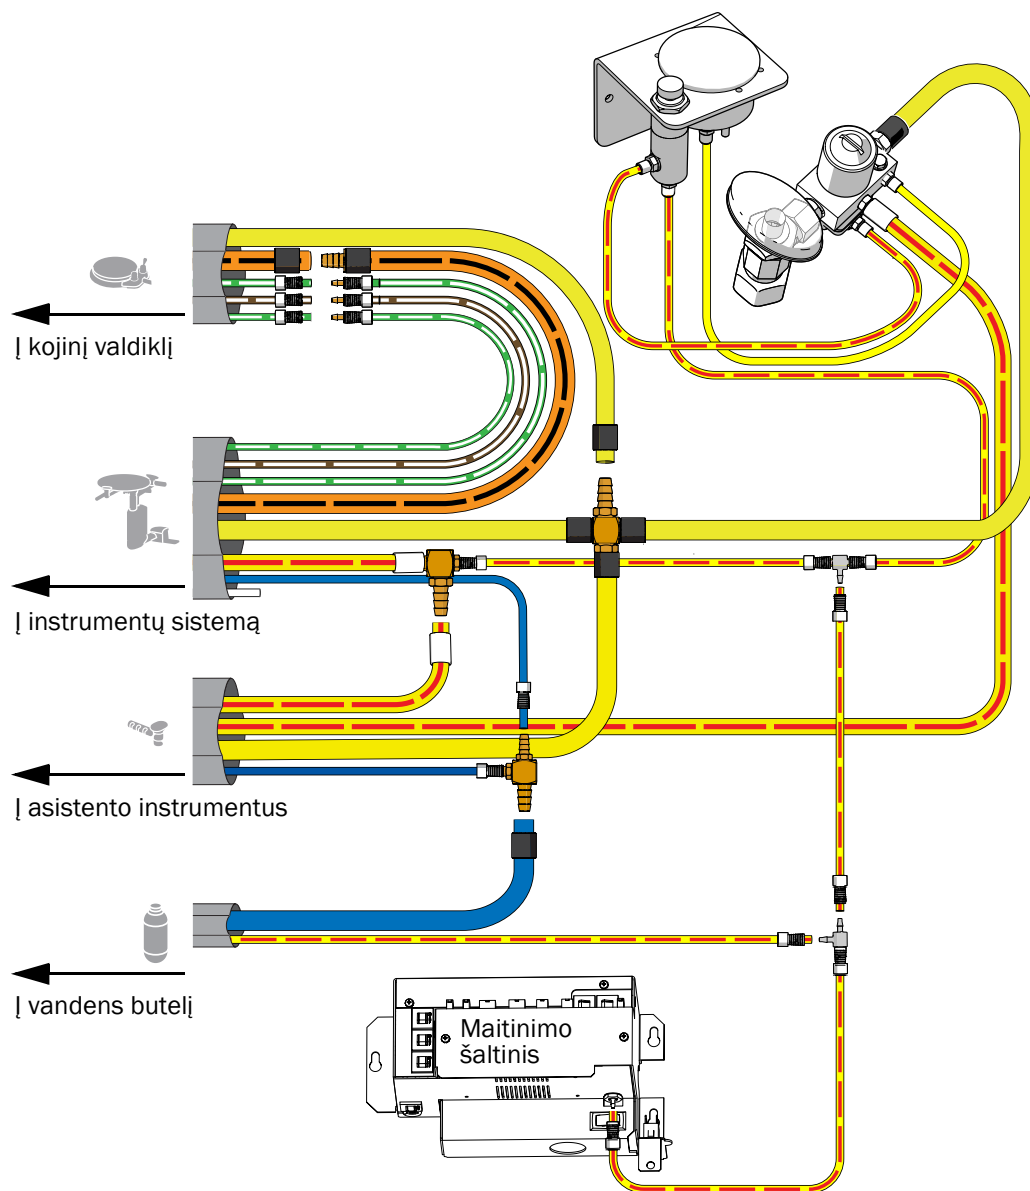 Į kojinį valdiklį
Į instrumentų sistemą
Į asistento instrumentus
Į vandens butelį
Maitinimo
šaltinis